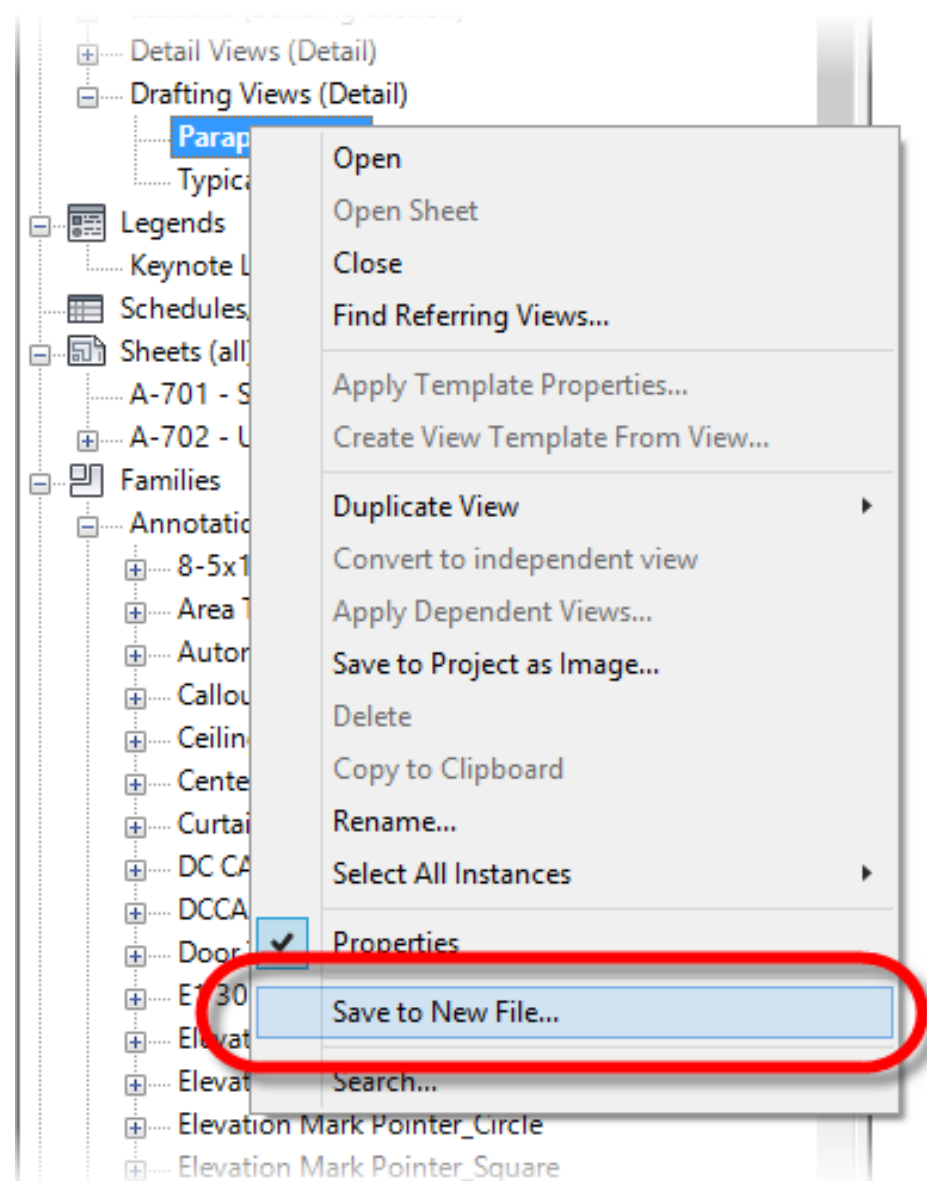 Detail Views (Detail)
Drafting Views (Detail)
Parap
Typica
Legends
Keynote L
Schedules,
Sheets (all)
A-701 - S
A-702 - U
Families
Annotatio
8-5x1
Area T
Autor
Callou
Ceilin
Cente
Curtai
DC CA
DCCA
Door
E1 30
Elevat
Elevat
Elevation Mark Pointer_Circle
Elevation Mark Pointer_Square
Open
Open Sheet
Close
Find Referring Views...
Apply Template Properties...
Create View Template From View...
Duplicate View
Convert to independent view
Apply Dependent Views...
Save to Project as Image...
Delete
Copy to Clipboard
Rename...
Select All Instances
Properties
Save to New File...
Search...